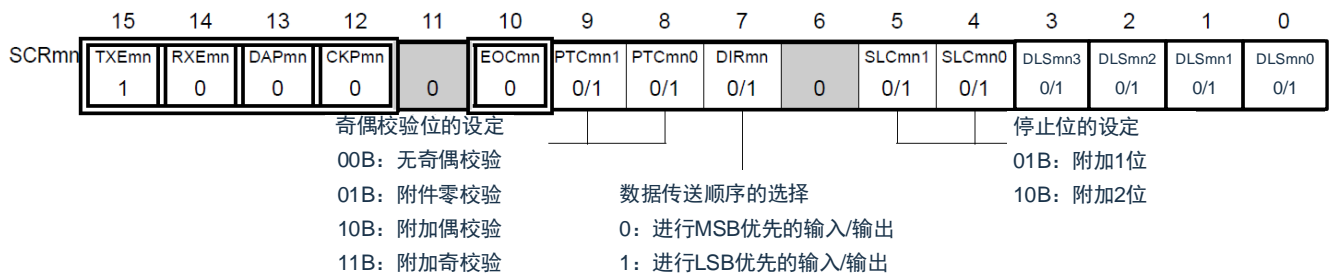 15 14 13 12 11 10 9 8 7 6 5 4 3 2 1 0
SCRmn TXEmn RXEmn DAPmn CKPmn EOCmn PTCmn1 PTCmn0 DIRmn SLCmn1 SLCmn0 DLSmn3 DLSmn2 DLSmn1 DLSmn0
1 0 0 0 0 0 0/1 0/1 0/1 0 0/1 0/1 0/1 0/1 0/1 0/1
奇偶校验位的设定
00B：无奇偶校验
01B：附件零校验
10B：附加偶校验
11B：附加奇校验
数据传送顺序的选择
0：进行MSB优先的输入/输出
1：进行LSB优先的输入/输出
停止位的设定
01B：附加1位
10B：附加2位